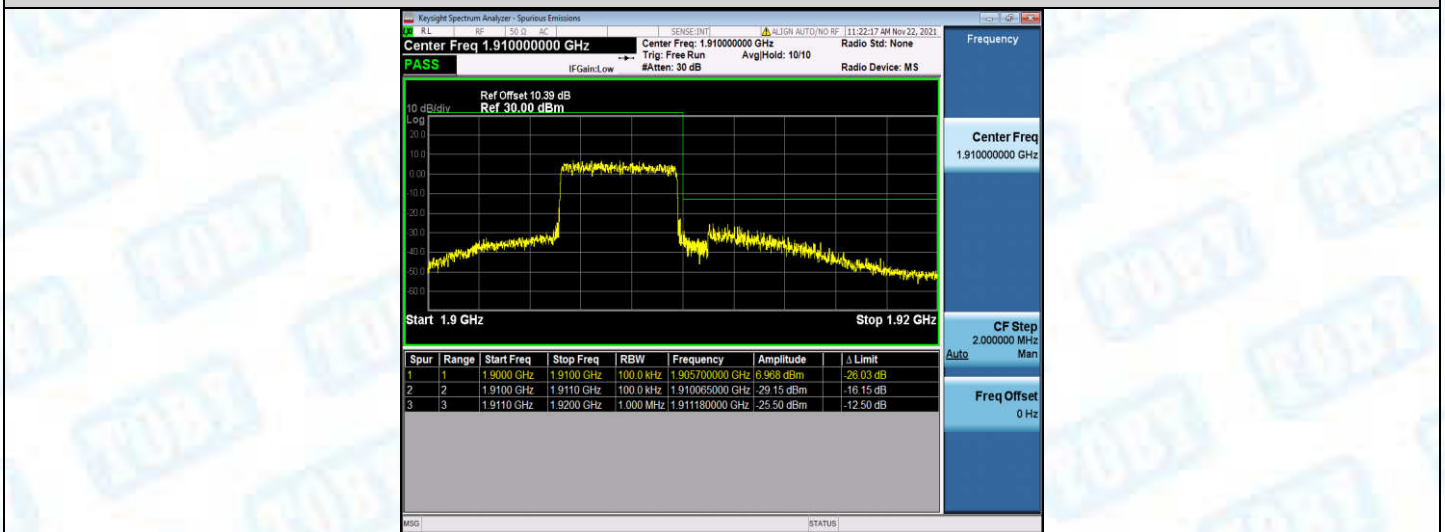 Keysight Spectrum Analyzer - Spurious Emissions
RL RF 50 Ω AC SENSE:INT ALIGN AUTO/NO RF 11:22:17 AM Nov 22, 2021
Center Freq 1.910000000 GHz
Center Freq: 1.910000000 GHz
Radio Std: None
Trig: Free Run Avg|Hold: 10/10
PASS
IFGain:Low
#Atten: 30 dB
Radio Device: MS
Frequency
Ref Offset 10.39 dB
10 dB/div Ref 30.00 dBm
Log
20.0
10.0
0.00
-10.0
-20.0
-30.0
-40.0
-50.0
-60.0
Start 1.9 GHz Stop 1.92 GHz
Center Freq
1.910000000 GHz
CF Step
2.000000 MHz
Auto Man
Freq Offset
0 Hz
Spur Range Start Freq Stop Freq RBW Frequency Amplitude Δ Limit
1 1 1.9000 GHz 1.9100 GHz 100.0 kHz 1.905700000 GHz 6.968 dBm -26.03 dB
2 2 1.9100 GHz 1.9110 GHz 100.0 kHz 1.910065000 GHz -29.15 dBm -16.15 dB
3 3 1.9110 GHz 1.9200 GHz 1.000 MHz 1.911180000 GHz -25.50 dBm -12.50 dB
MSG STATUS